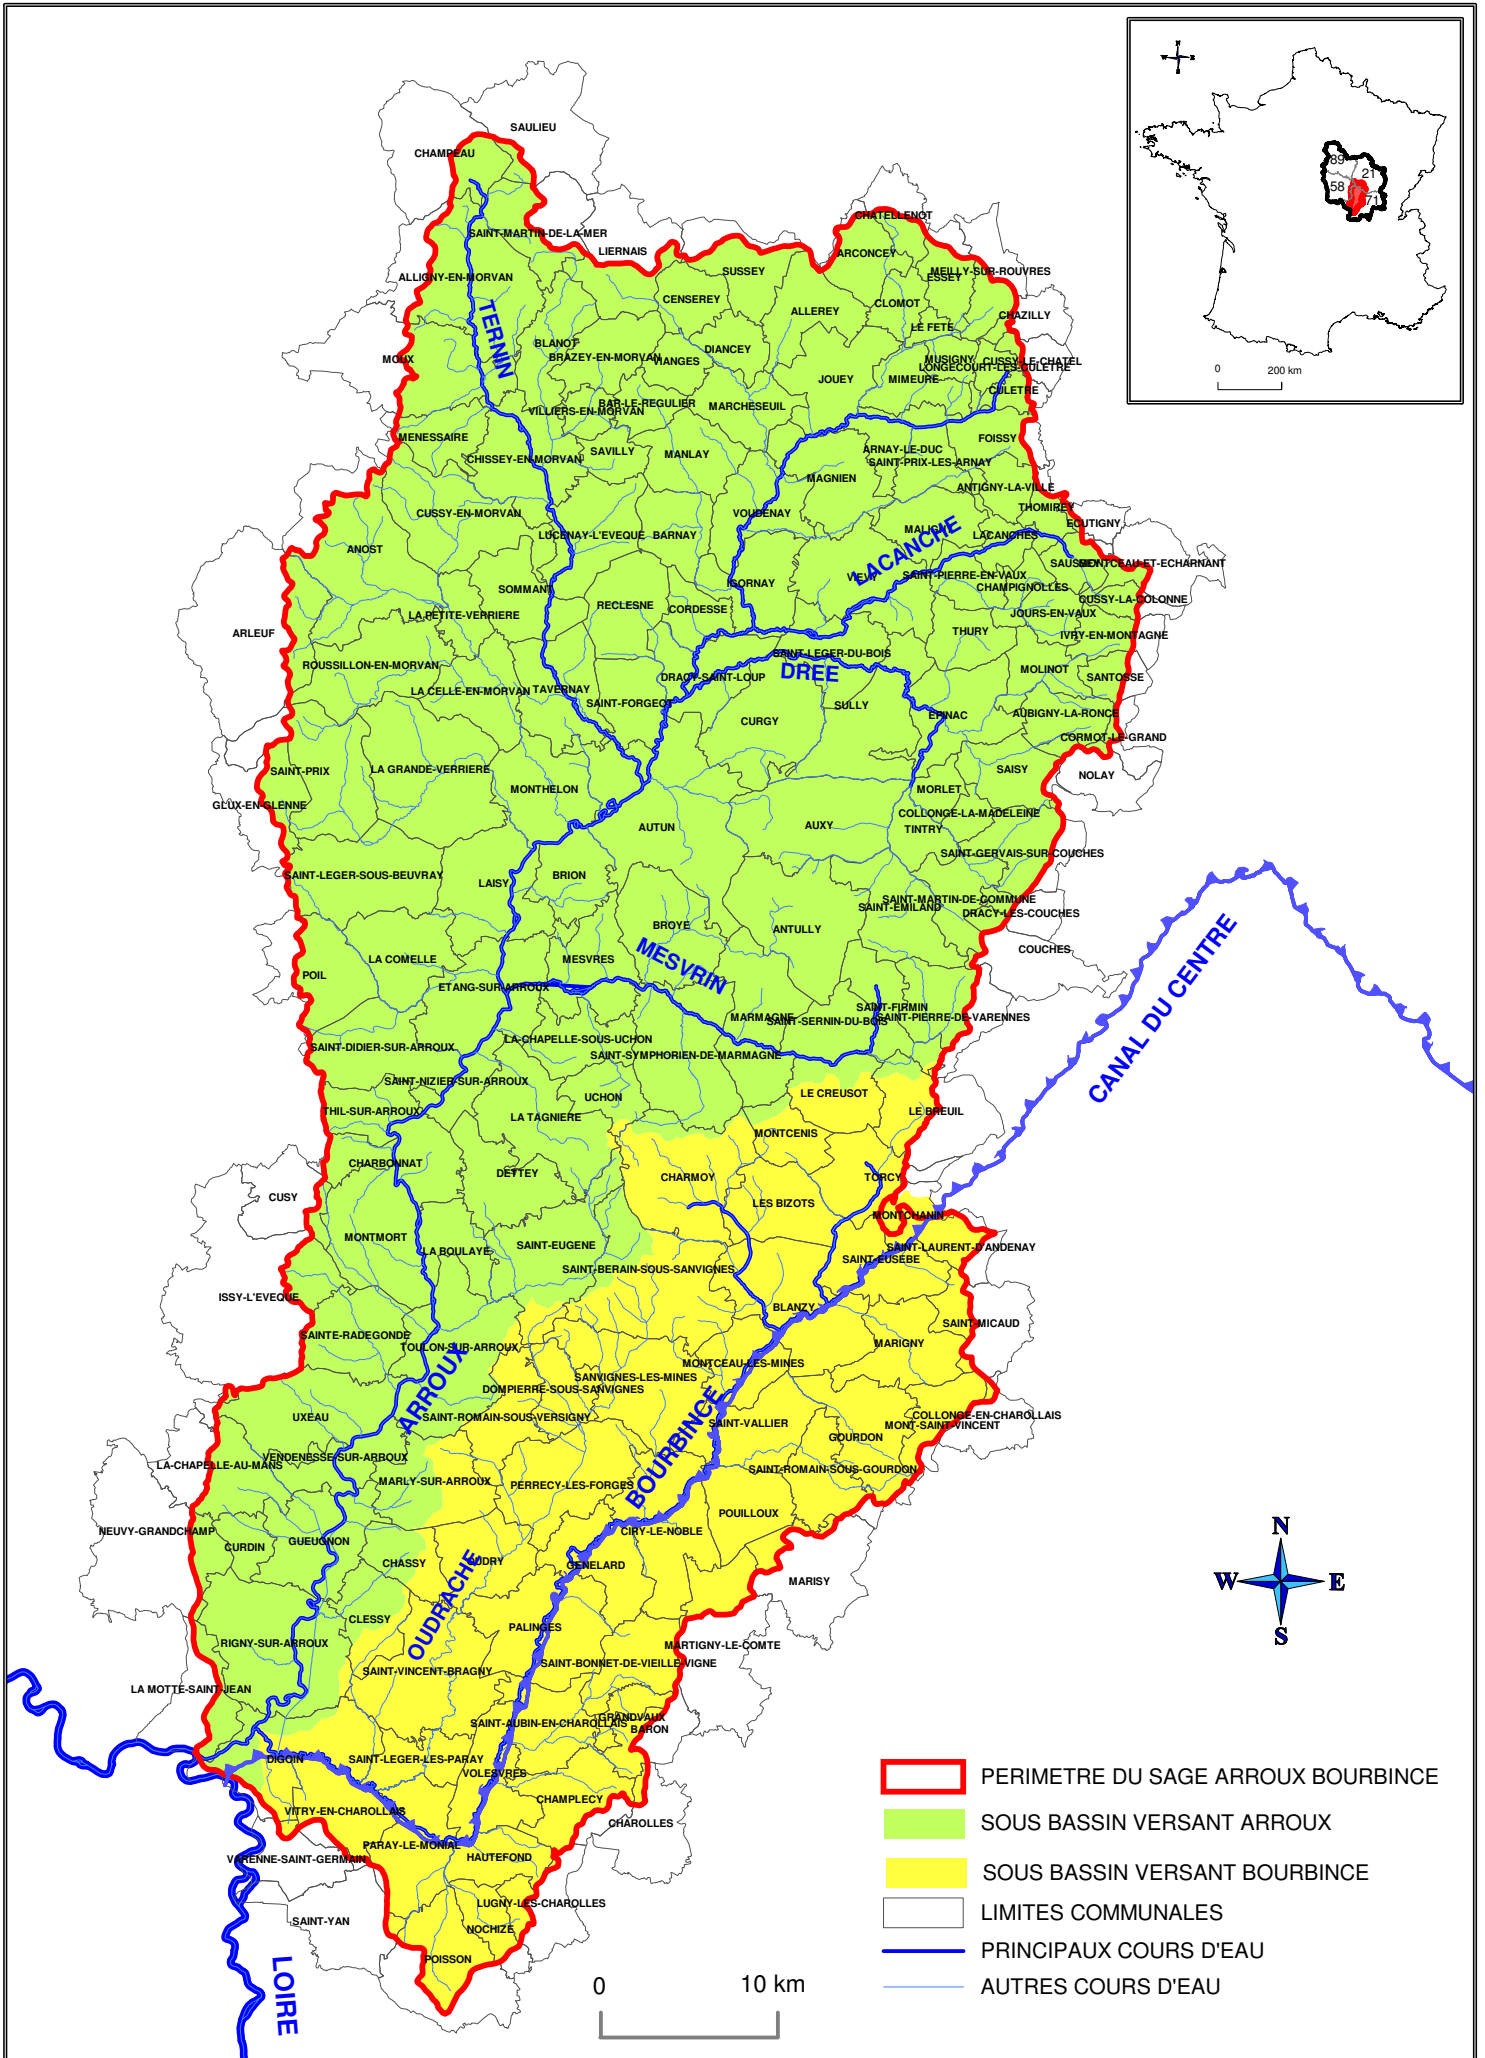 SAULIEU
CHAMPEAU
N
W E
S
89
21
58
71
0 200 km
CHATELLENOT
SAINT-MARTIN-DE-LA-MER
LIERNAIS
ARCONCEY
ALLIGNY-EN-MORVAN
SUSSEY
MEILLY-SUR-ROUVRES
ESSEY
CENSEREY
CLOMOT
ALLEREY
CHAZILLY
TERNIN
LE FETE
BLANOT
DIANCEY
BRAZEY-EN-MORVAN
VIANGES
MOUX
MUSIGNY
CUSSY-LE-CHATEL
LONGECOURT-LES-CULETRE
JOUEY
MIMEURE
CULETRE
BAR-LE-REGULIER
MARCHESEUIL
VILLIERS-EN-MORVAN
MENESSAIRE
FOISSY
SAVILLY
MANLAY
ARNAY-LE-DUC
CHISSEY-EN-MORVAN
SAINT-PRIX-LES-ARNAY
MAGNIEN
ANTIGNY-LA-VILLE
THOMIREY
CUSSY-EN-MORVAN
VOUDENAY
ECUTIGNY
LUCENAY-L'EVEQUE
BARNAY
LACANCHES
ANOST
LACANCHE
SAUSSEY
MONTCEAU-ET-ECHARNANT
VIEVY
SAINT-PIERRE-EN-VAUX
IGORNAY
SOMMANT
CHAMPIGNOLLES
CUSSY-LA-COLONNE
RECLESNE
CORDESSE
LA PETITE-VERRIERE
JOURS-EN-VAUX
ARLEUF
THURY
IVRY-EN-MONTAGNE
SAINT-LEGER-DU-BOIS
ROUSSILLON-EN-MORVAN
DREE
MOLINOT
SANTOSSE
DRACY-SAINT-LOUP
LA CELLE-EN-MORVAN
TAVERNAY
SAINT-FORGEOT
SULLY
EPINAC
AUBIGNY-LA-RONCE
CURGY
CORMOT-LE-GRAND
SAINT-PRIX
LA GRANDE-VERRIERE
SAISY
NOLAY
MONTHELON
MORLET
GLUX-EN-GLENNE
COLLONGE-LA-MADELEINE
AUTUN
AUXY
TINTRY
SAINT-GERVAIS-SUR-COUCHES
SAINT-LEGER-SOUS-BEUVRAY
LAISY
BRION
SAINT-MARTIN-DE-COMMUNE
SAINT-EMILAND
DRACY-LES-COUCHES
BROYE
ANTULLY
COUCHES
LA COMELLE
MESVRES
MESVRIN
POIL
ETANG-SUR-ARROUX
CANAL DU CENTRE
SAINT-FIRMIN
MARMAGNE
SAINT-SERNIN-DU-BOIS
SAINT-PIERRE-DE-VARENNES
LA-CHAPELLE-SOUS-UCHON
SAINT-DIDIER-SUR-ARROUX
SAINT-SYMPHORIEN-DE-MARMAGNE
SAINT-NIZIER-SUR-ARROUX
LE CREUSOT
UCHON
THIL-SUR-ARROUX
LA TAGNIERE
LE BREUIL
MONTCENIS
CHARBONNAT
DETTEY
CHARMOY
TORCY
CUSY
LES BIZOTS
MONTCHANIN
MONTMORT
LA BOULAYE
SAINT-EUGENE
SAINT-LAURENT-D'ANDENAY
SAINT-EUSEBE
SAINT-BERAIN-SOUS-SANVIGNES
ISSY-L'EVEQUE
BLANZY
SAINT-MICAUD
SAINTE-RADEGONDE
TOULON-SUR-ARROUX
MARIGNY
MONTCEAU-LES-MINES
SANVIGNES-LES-MINES
DOMPIERRE-SOUS-SANVIGNES
ARROUX
UXEAU
SAINT-ROMAIN-SOUS-VERSIGNY
SAINT-VALLIER
COLLONGE-EN-CHAROLLAIS
MONT-SAINT-VINCENT
BOURBINCE
GOURDON
VENDENESSE-SUR-ARROUX
LA-CHAPELLE-AU-MANS
SAINT-ROMAIN-SOUS-GOURDON
MARLY-SUR-ARROUX
PERRECY-LES-FORGES
POUILLOUX
NEUVY-GRANDCHAMP
CIRY-LE-NOBLE
GUEUGNON
CURDIN
CHASSY
GENELARD
MARISY
OUDRACHE
N
W E
S
CLESSY
PALINGES
RIGNY-SUR-ARROUX
MARTIGNY-LE-COMTE
SAINT-BONNET-DE-VIEILLE-VIGNE
SAINT-VINCENT-BRAGNY
LA MOTTE-SAINT-JEAN
GRANDVAUX
SAINT-AUBIN-EN-CHAROLLAIS
BARON
DIGOIN
SAINT-LEGER-LES-PARAY
VOLESVRES
CHAMPLECY
VITRY-EN-CHAROLLAIS
CHAROLLES
PARAY-LE-MONIAL
HAUTEFOND
VARENNE-SAINT-GERMAIN
LUGNY-LES-CHAROLLES
SAINT-YAN
NOCHIZE
POISSON
LOIRE
0 10 km
PERIMETRE DU SAGE ARROUX BOURBINCE
SOUS BASSIN VERSANT ARROUX
SOUS BASSIN VERSANT BOURBINCE
LIMITES COMMUNALES
PRINCIPAUX COURS D'EAU
AUTRES COURS D'EAU